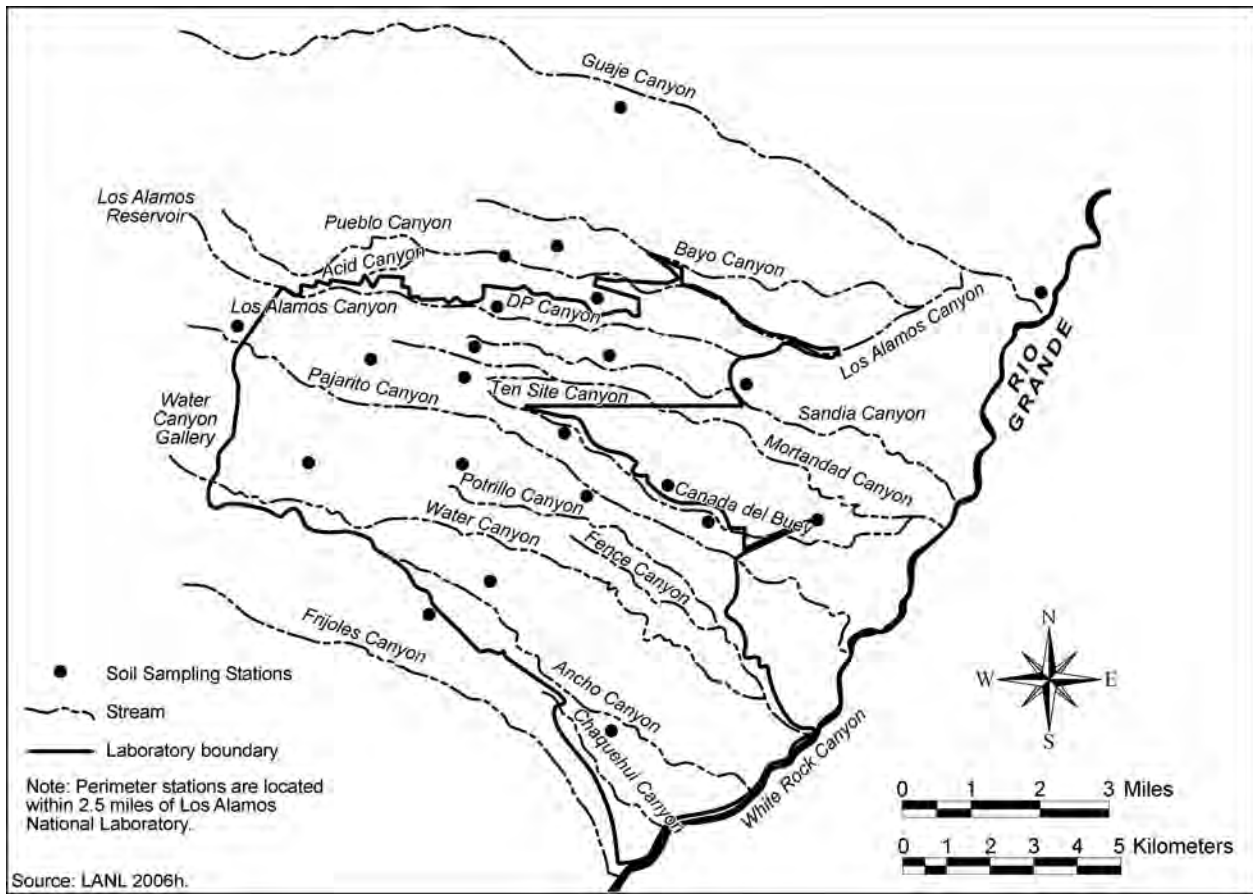 Guaje Canyon
Los Alamos
Reservoir
Pueblo Canyon
Acid Canyon
Bayo Canyon
Los Alamos Canyon
DP Canyon
Los Alamos Canyon
RIO
GRANDE
Pajarito Canyon
Ten Site Canyon
Sandia Canyon
Water
Canyon
Gallery
Mortandad Canyon
Potrillo Canyon
Canada del Buey
Water Canyon
Fence Canyon
Frijoles Canyon
Ancho Canyon
Chaquehui Canyon
White Rock Canyon
N
W
E
S
Soil Sampling Stations
Stream
Laboratory boundary
Note: Perimeter stations are located
within 2.5 miles of Los Alamos
National Laboratory.
0 1 2 3 Miles
0 1 2 3 4 5 Kilometers
Source: LANL 2006h.